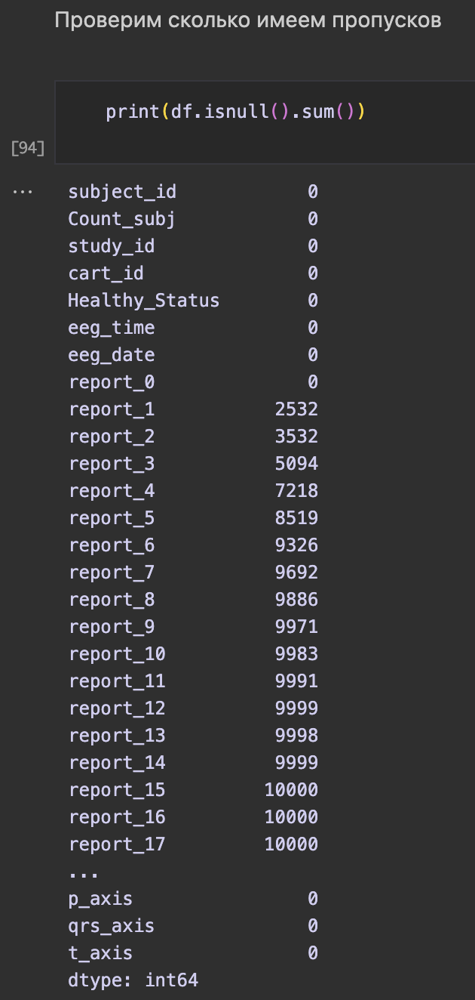 Проверим сколько имеем пропусков
print(df.isnull().sum())
[94]
...
subject_id 0
Count_subj 0
study_id 0
cart_id 0
Healthy_Status 0
eeg_time 0
eeg_date 0
report_0 0
report_1 2532
report_2 3532
report_3 5094
report_4 7218
report_5 8519
report_6 9326
report_7 9692
report_8 9886
report_9 9971
report_10 9983
report_11 9991
report_12 9999
report_13 9998
report_14 9999
report_15 10000
report_16 10000
report_17 10000
...
p_axis 0
qrs_axis 0
t_axis 0
dtype: int64